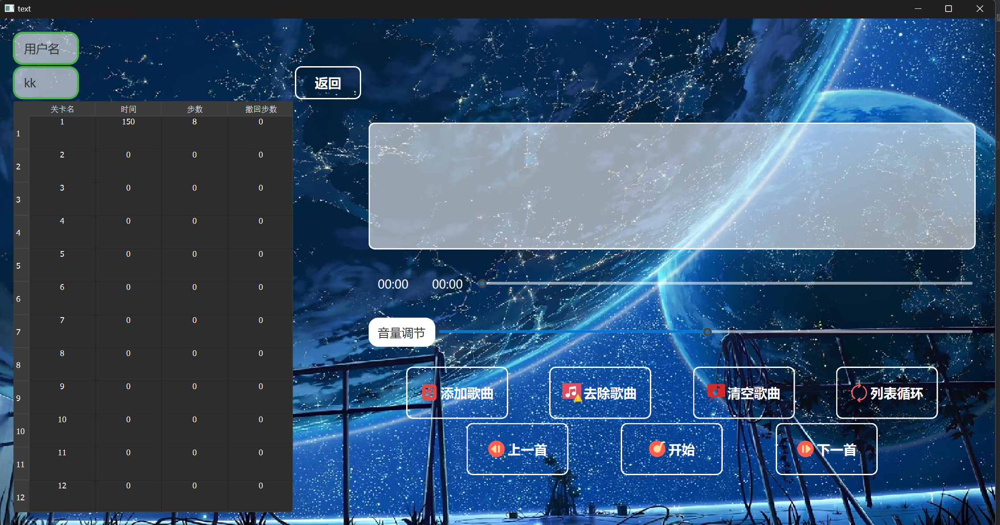 text
用户名
kk
返回
关卡名 时间 步数 撤回步数
1 1 150 8 0
2 2 0 0 0
3 3 0 0 0
4 4 0 0 0
5 5 0 0 0
6 6 0 0 0
7 7 0 0 0
8 8 0 0 0
9 9 0 0 0
10 10 0 0 0
11 11 0 0 0
12 12 0 0 0
00:00 00:00
音量调节
添加歌曲 去除歌曲 清空歌曲 列表循环
上一首 开始 下一首